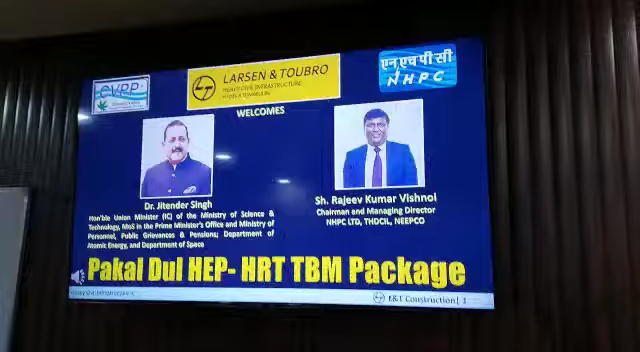 CVPP
LARSEN & TOUBRO
HEAVY CIVIL INFRASTRUCTURE
एन एच पी सी
NHPC
WELCOMES
Dr. Jitender Singh
Hon'ble Union Minister (IC) of the Ministry of Science &
Technology, MoS in the Prime Minister's Office and Ministry of
Personnel, Public Grievances & Pensions; Department of
Atomic Energy, and Department of Space
Sh. Rajeev Kumar Vishnoi
Chairman and Managing Director
NHPC LTD, THDCIL, NEEPCO
Pakal Dul HEP- HRT TBM Package
L&T Construction | 1